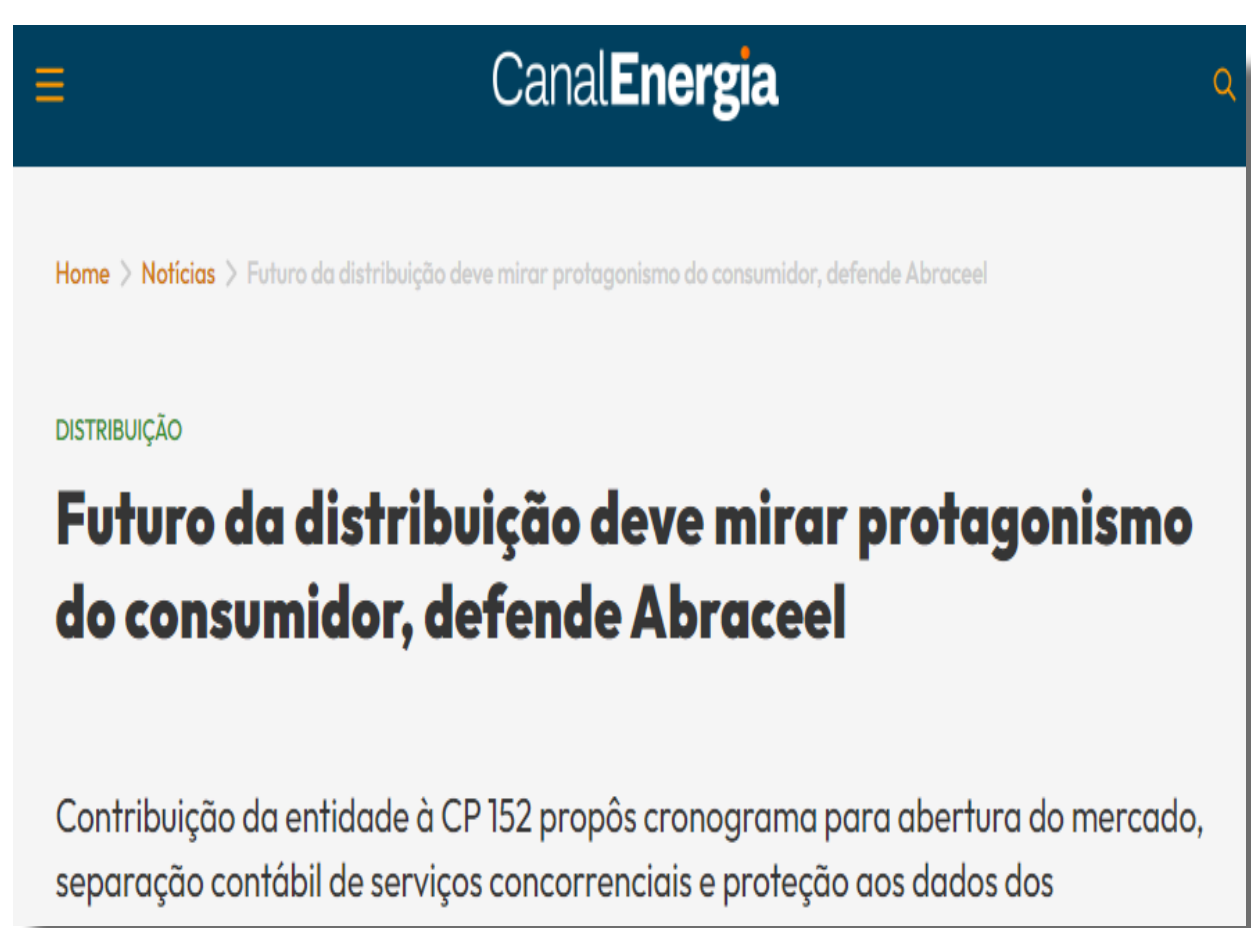 CanalEnergia
Home > Notícias > Futuro da distribuição deve mirar protagonismo do consumidor, defende Abraceel
DISTRIBUIÇÃO
Futuro da distribuição deve mirar protagonismo
do consumidor, defende Abraceel
Contribuição da entidade à CP 152 propôs cronograma para abertura do mercado,
separação contábil de serviços concorrenciais e proteção aos dados dos